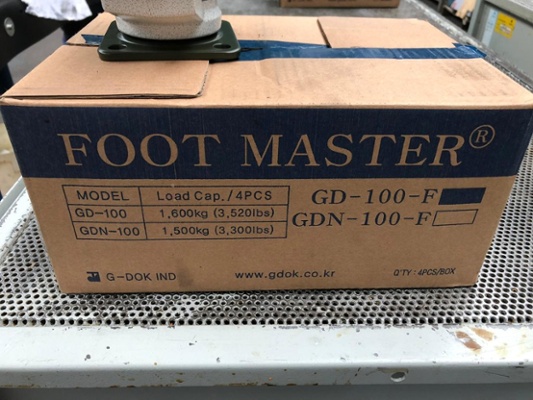 FOOT MASTER®
MODEL Load Cap./4PCS
GD-100 1,600kg (3,520lbs)
GDN-100 1,500kg (3,300lbs)
GD-100-F
GDN-100-F
G-DOK IND www.gdok.co.kr Q'TY : 4PCS/BOX